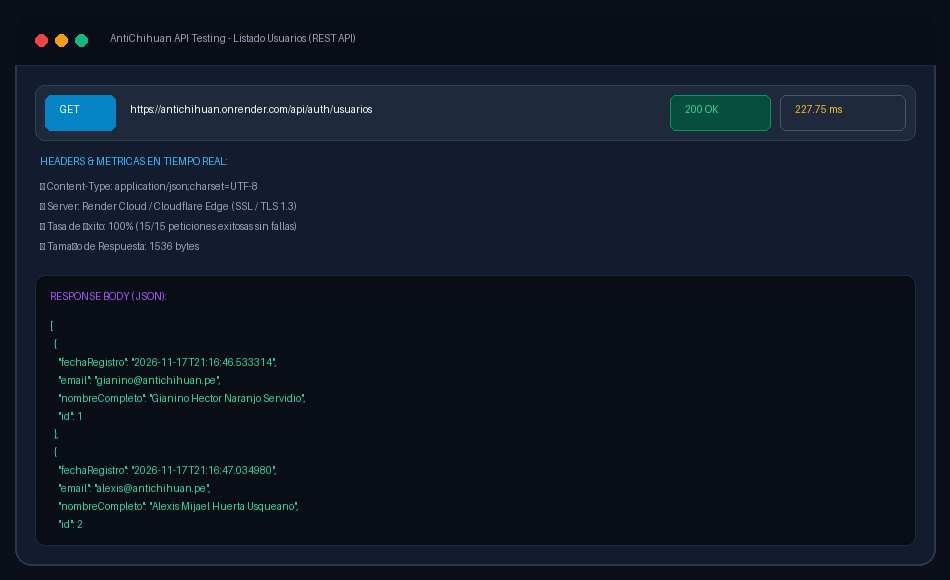 AntiChihuan API Testing - Listado Usuarios (REST API)
GET https://antichihuan.onrender.com/api/auth/usuarios 200 OK 227.75 ms
HEADERS & METRICAS EN TIEMPO REAL:
Content-Type: application/json;charset=UTF-8
Server: Render Cloud / Cloudflare Edge (SSL / TLS 1.3)
Tasa de □xito: 100% (15/15 peticiones exitosas sin fallas)
Tama□o de Respuesta: 1536 bytes
RESPONSE BODY (JSON):
[
{
"fechaRegistro": "2026-11-17T21:16:46.533314",
"email": "gianino@antichihuan.pe",
"nombreCompleto": "Gianino Hector Naranjo Servidio",
"id": 1
},
{
"fechaRegistro": "2026-11-17T21:16:47.034980",
"email": "alexis@antichihuan.pe",
"nombreCompleto": "Alexis Mijael Huerta Usqueano",
"id": 2